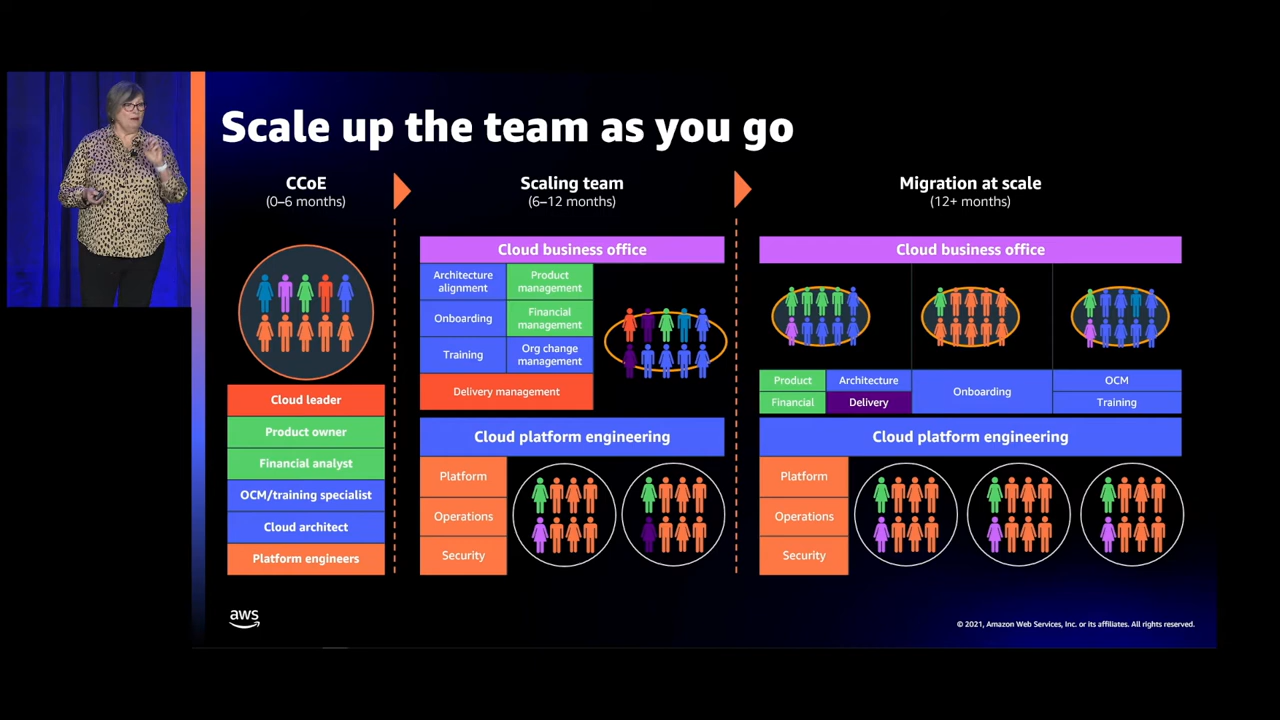 Scale up the team as you go
CCoE
(0–6 months)
Cloud leader
Product owner
Financial analyst
OCM/training specialist
Cloud architect
Platform engineers
Scaling team
(6–12 months)
Cloud business office
Architecture
alignment
Product
management
Onboarding
Financial
management
Training
Org change
management
Delivery management
Cloud platform engineering
Platform
Operations
Security
Migration at scale
(12+ months)
Cloud business office
Product
Financial
Architecture
Delivery
Onboarding
OCM
Training
Cloud platform engineering
Platform
Operations
Security
aws
© 2021, Amazon Web Services, Inc. or its affiliates. All rights reserved.